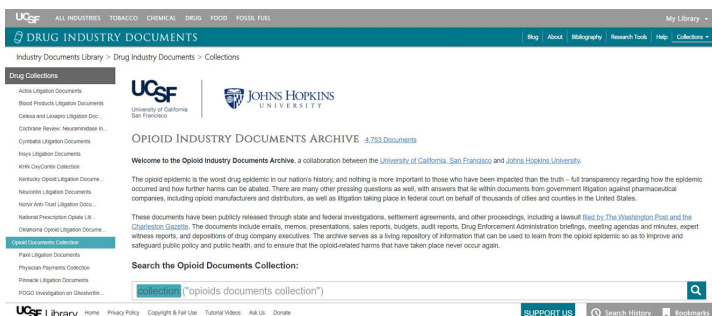 UCSF ALL INDUSTRIES TOBACCO CHEMICAL DRUG FOOD FOSSIL FUEL My Library
DRUG INDUSTRY DOCUMENTS Blog About Bibliography Research Tools Help Collections
Industry Documents Library > Drug Industry Documents > Collections
Drug Collections
Actos Litigation Documents
Blood Products Litigation Documents
Celexa and Lexapro Litigation Doc...
Cochrane Review: Neuraminidase In...
Cymbalta Litigation Documents
Insys Litigation Documents
KHN OxyContin Collection
Kentucky Opioid Litigation Docume...
Neurontin Litigation Documents
Norvir Anti-Trust Litigation Docu...
National Prescription Opiate Liti...
Oklahoma Opioid Litigation Docume...
Opioid Documents Collection
Paxil Litigation Documents
Physician Payments Collection
Pinnacle Litigation Documents
POGO Investigation on Ghostwritin...
UCSF
University of California
San Francisco
JOHNS HOPKINS
UNIVERSITY
OPIOID INDUSTRY DOCUMENTS ARCHIVE 4,753 Documents
Welcome to the Opioid Industry Documents Archive, a collaboration between the University of California, San Francisco and Johns Hopkins University.
The opioid epidemic is the worst drug epidemic in our nation's history, and nothing is more important to those who have been impacted than the truth – full transparency regarding how the epidemic
occurred and how further harms can be abated. There are many other pressing questions as well, with answers that lie within documents from government litigation against pharmaceutical
companies, including opioid manufacturers and distributors, as well as litigation taking place in federal court on behalf of thousands of cities and counties in the United States.
These documents have been publicly released through state and federal investigations, settlement agreements, and other proceedings, including a lawsuit filed by The Washington Post and the
Charleston Gazette. The documents include emails, memos, presentations, sales reports, budgets, audit reports, Drug Enforcement Administration briefings, meeting agendas and minutes, expert
witness reports, and depositions of drug company executives. The archive serves as a living repository of information that can be used to learn from the opioid epidemic so as to improve and
safeguard public policy and public health, and to ensure that the opioid-related harms that have taken place never occur again.
Search the Opioid Documents Collection:
collection:("opioids documents collection")
UCSF Library Home Privacy Policy Copyright & Fair Use Tutorial Videos Ask Us Donate SUPPORT US Search History Bookmarks